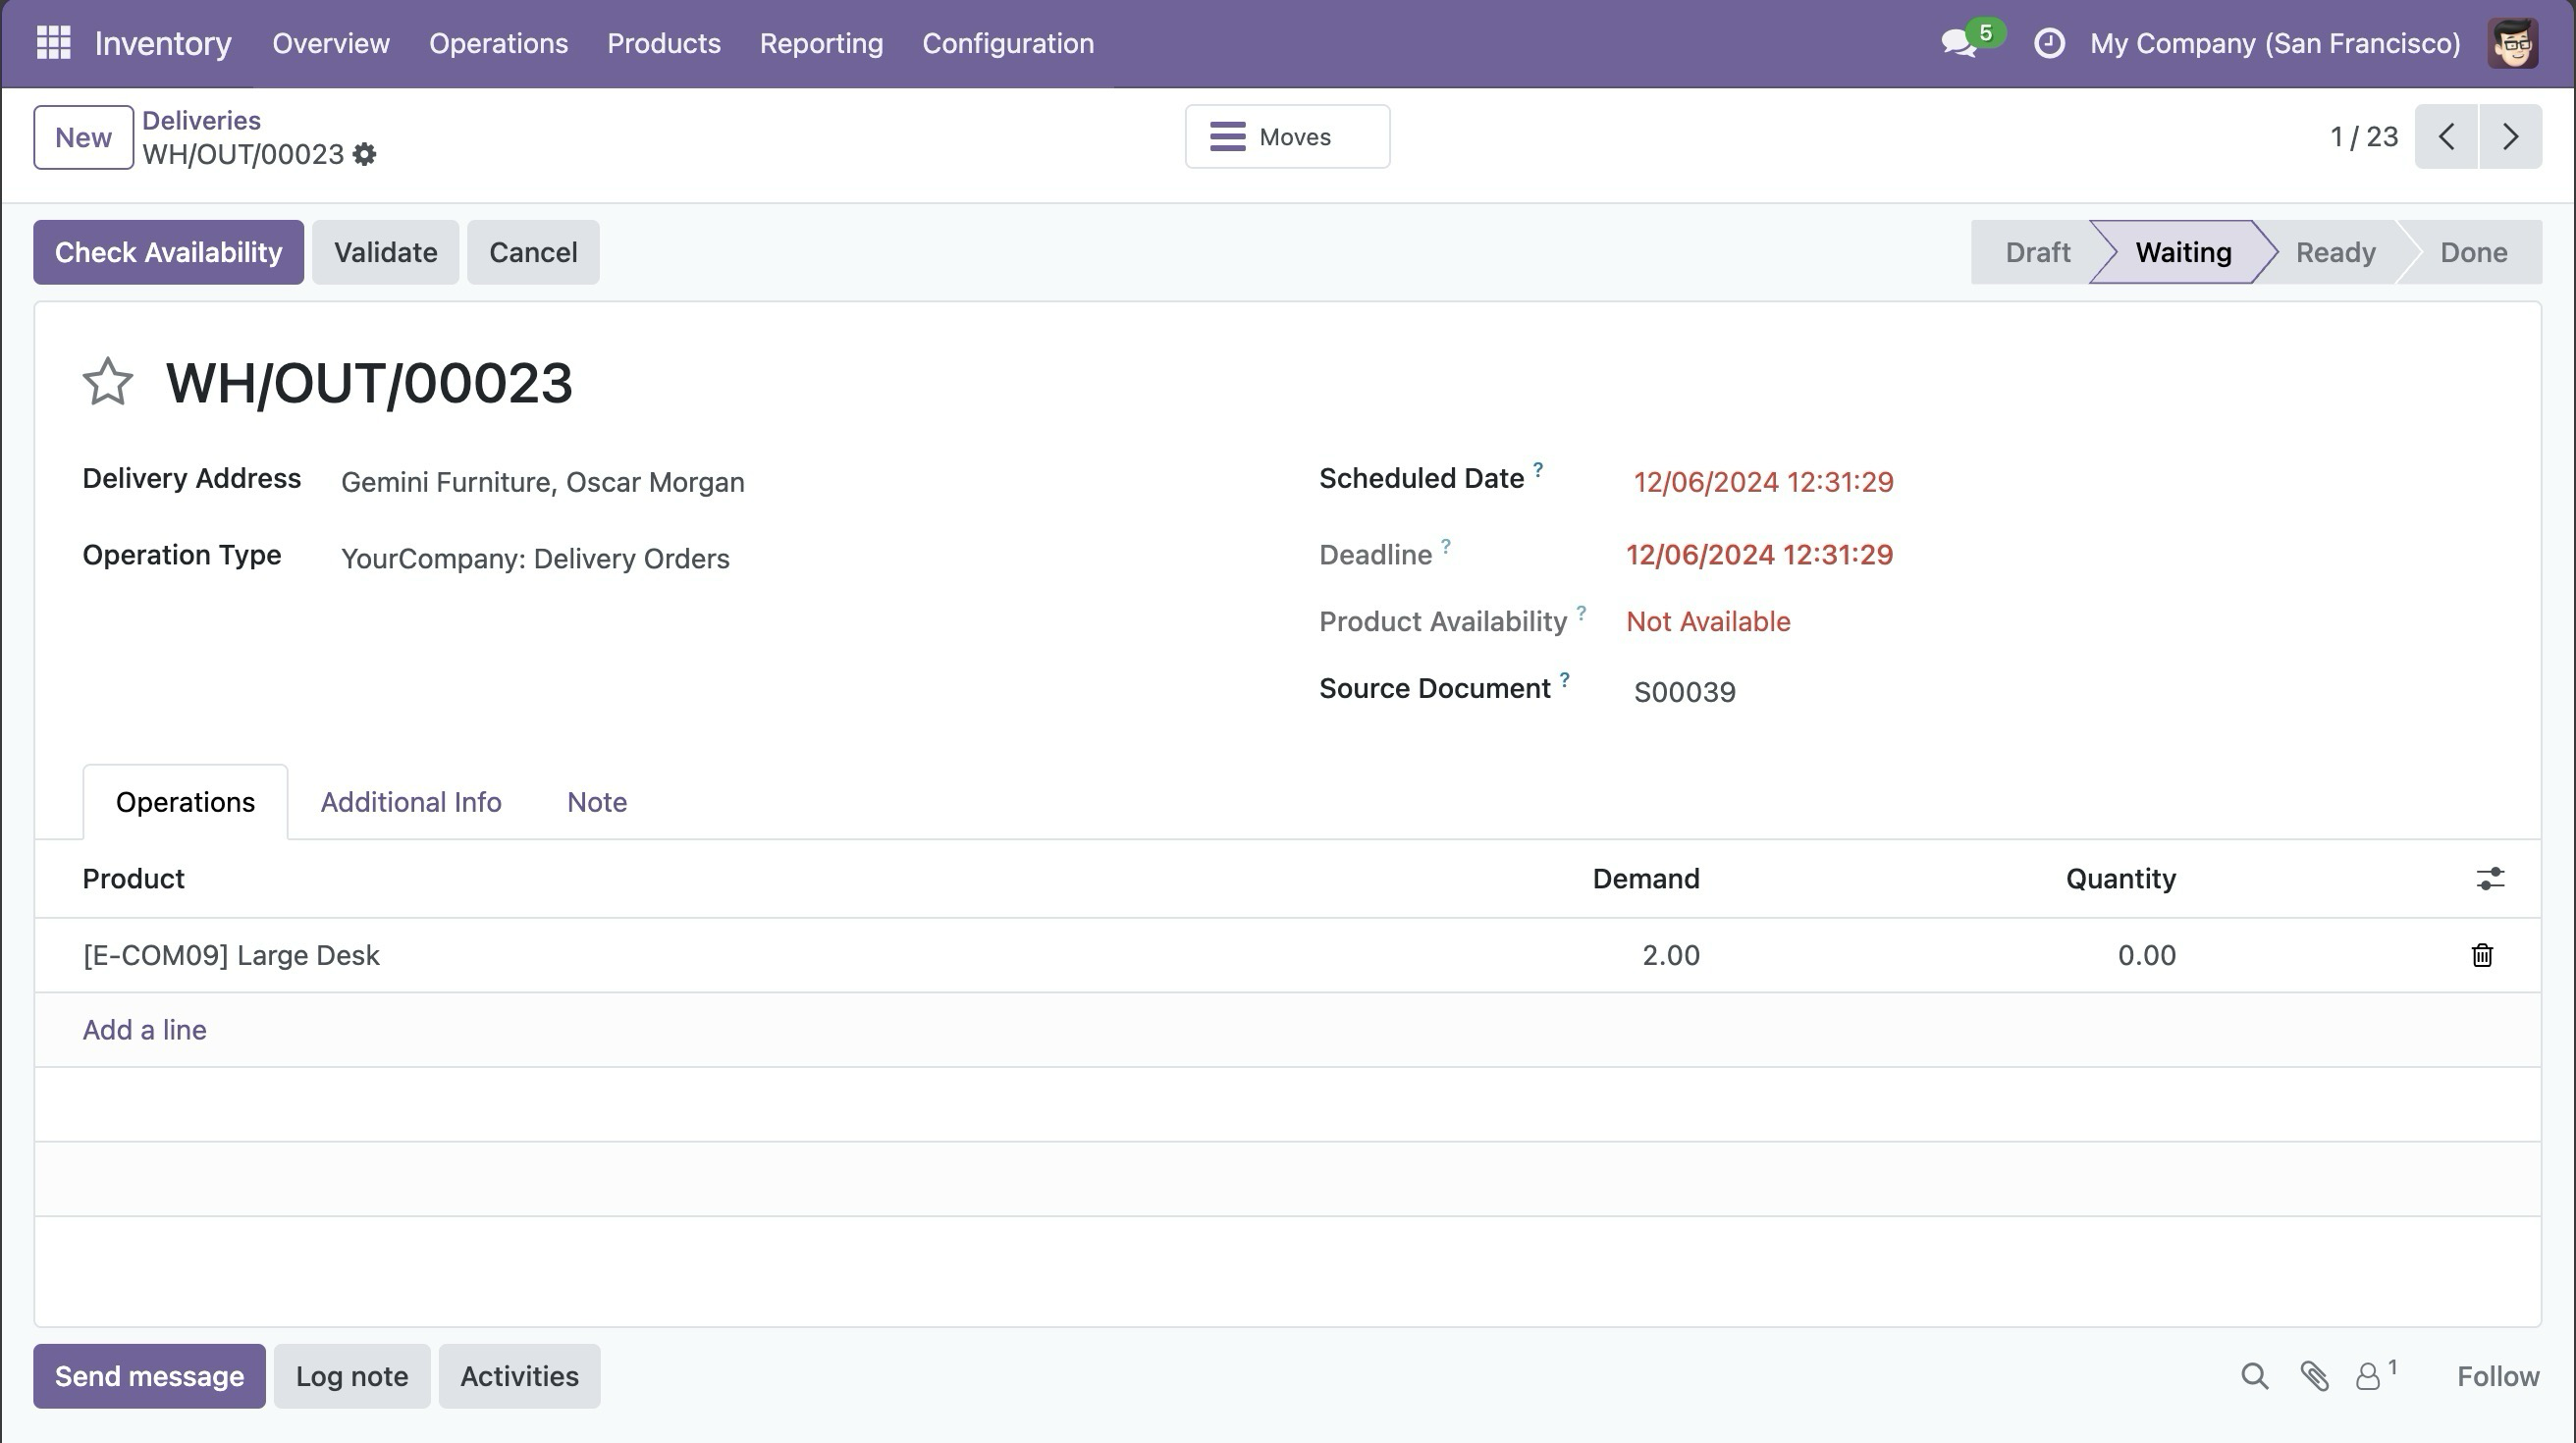 Inventory Overview Operations Products Reporting Configuration 5 My Company (San Francisco)
New Deliveries
WH/OUT/00023
Moves
1 / 23
Check Availability Validate Cancel Draft Waiting Ready Done
WH/OUT/00023
Delivery Address Gemini Furniture, Oscar Morgan
Operation Type YourCompany: Delivery Orders
Scheduled Date ? 12/06/2024 12:31:29
Deadline ? 12/06/2024 12:31:29
Product Availability ? Not Available
Source Document ? S00039
Operations Additional Info Note
Product Demand Quantity
[E-COM09] Large Desk 2.00 0.00
Add a line
Send message Log note Activities 1 Follow